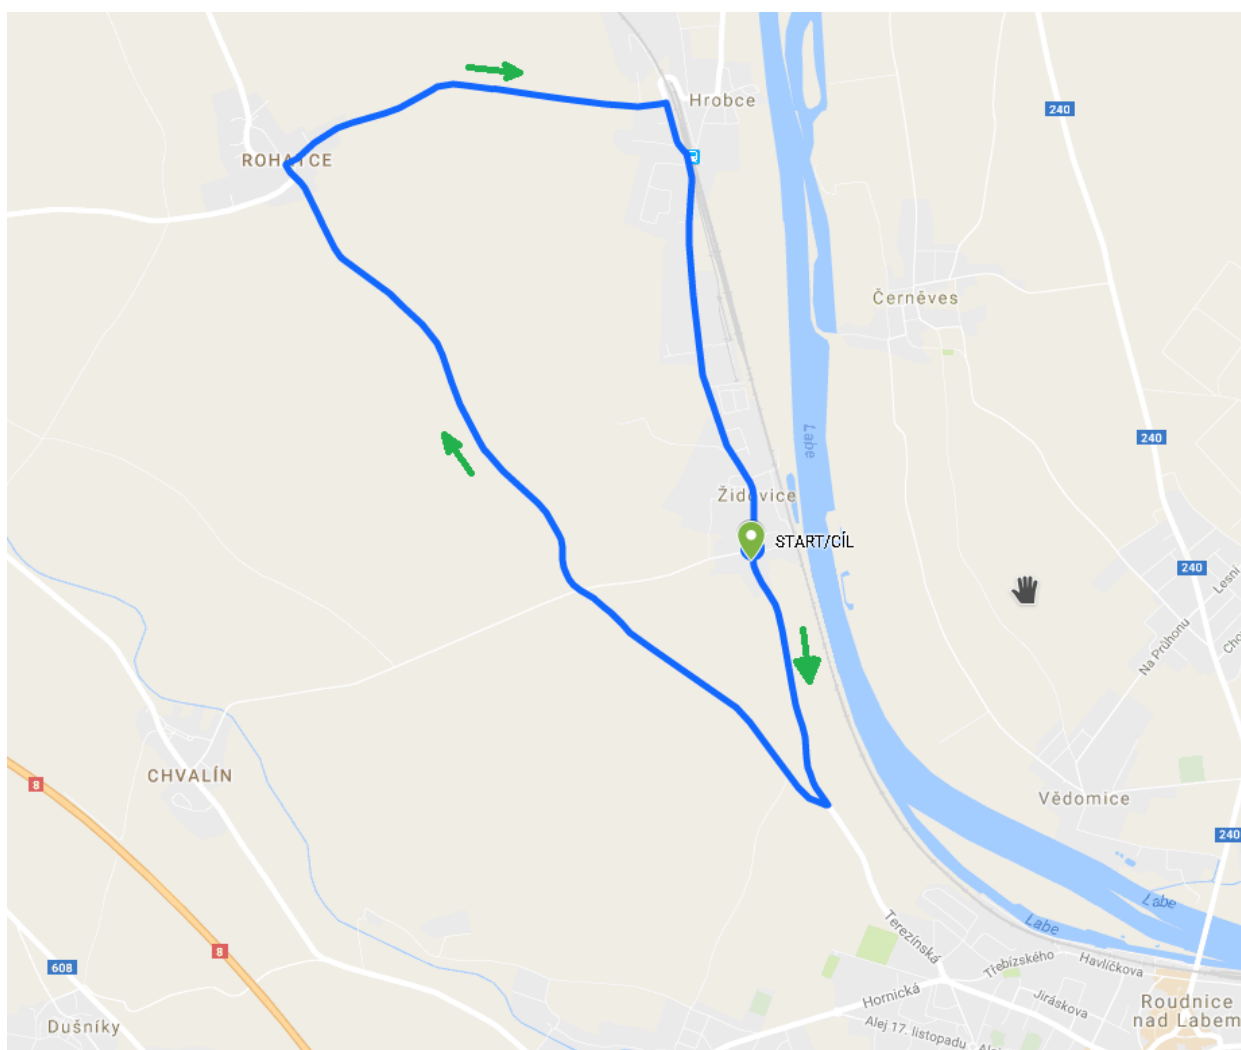 Hrobce
240
ROHATCE
Černěves
Labe
240
Židovice
START/CÍL
240
Lesní
Na Průhonu
Cho
CHVALÍN
8
Vědomice
240
Labe
Labe
Terezínská
8
608
Třebízského
Havlíčkova
Hornická
Jiráskova
Roudnice
nad Labem
Dušníky
Alej 17. listopadu